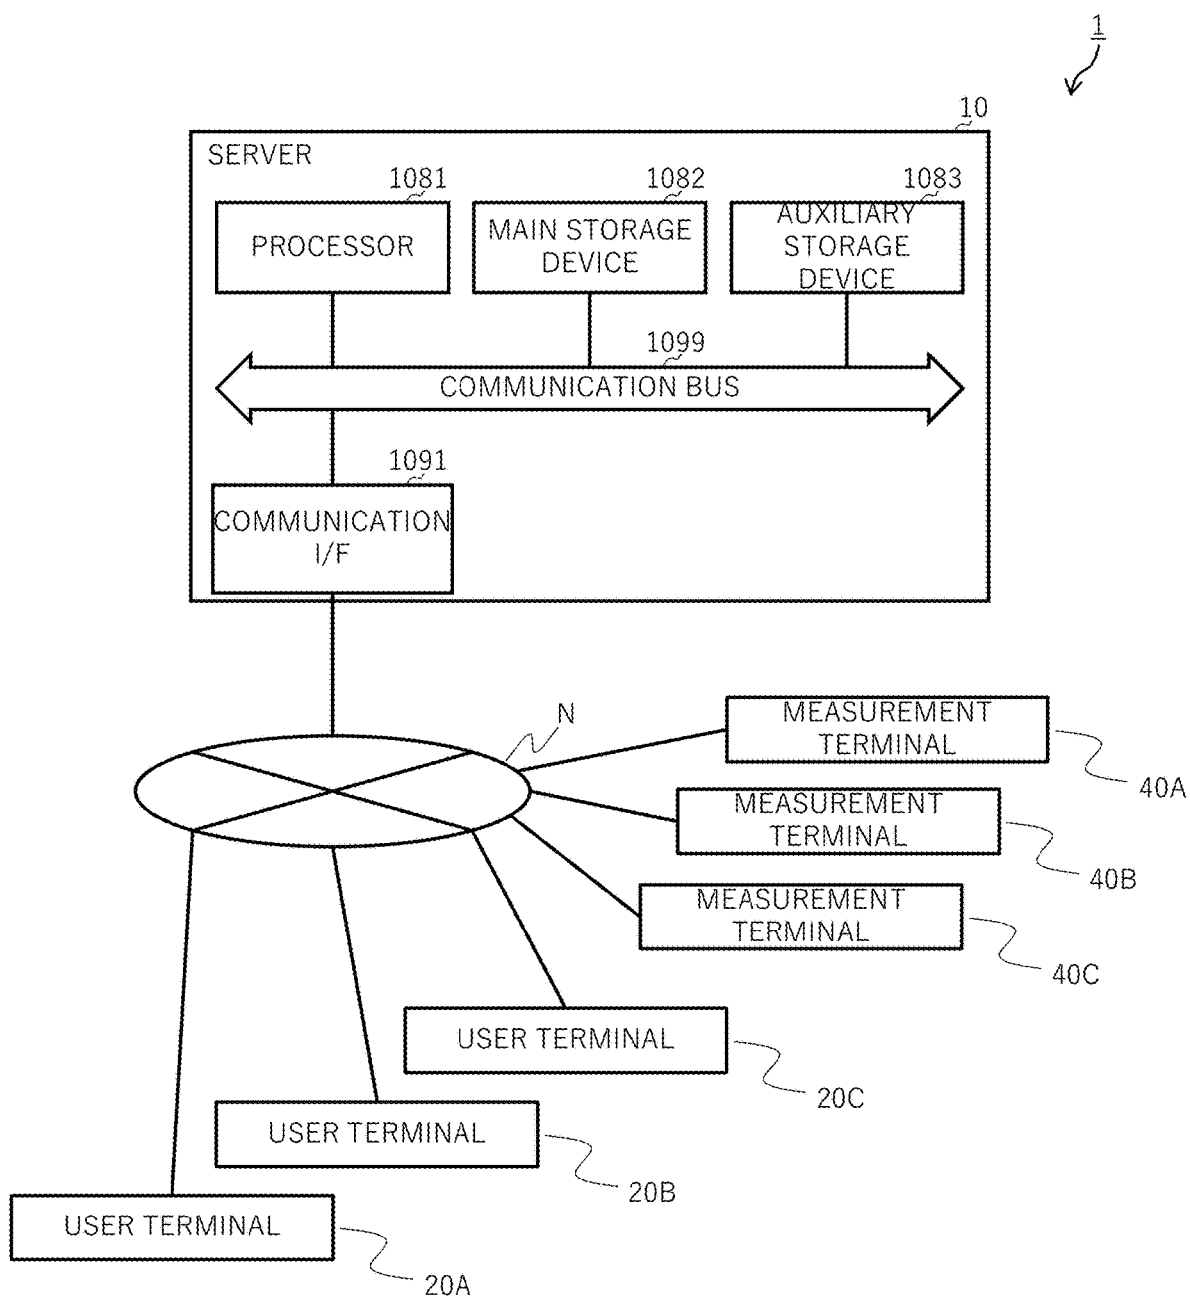 1
10
SERVER
1081
1082
1083
PROCESSOR
MAIN STORAGE
DEVICE
AUXILIARY
STORAGE
DEVICE
1099
COMMUNICATION BUS
1091
COMMUNICATION
I/F
N
MEASUREMENT
TERMINAL
40A
MEASUREMENT
TERMINAL
40B
MEASUREMENT
TERMINAL
40C
USER TERMINAL
20C
USER TERMINAL
20B
USER TERMINAL
20A